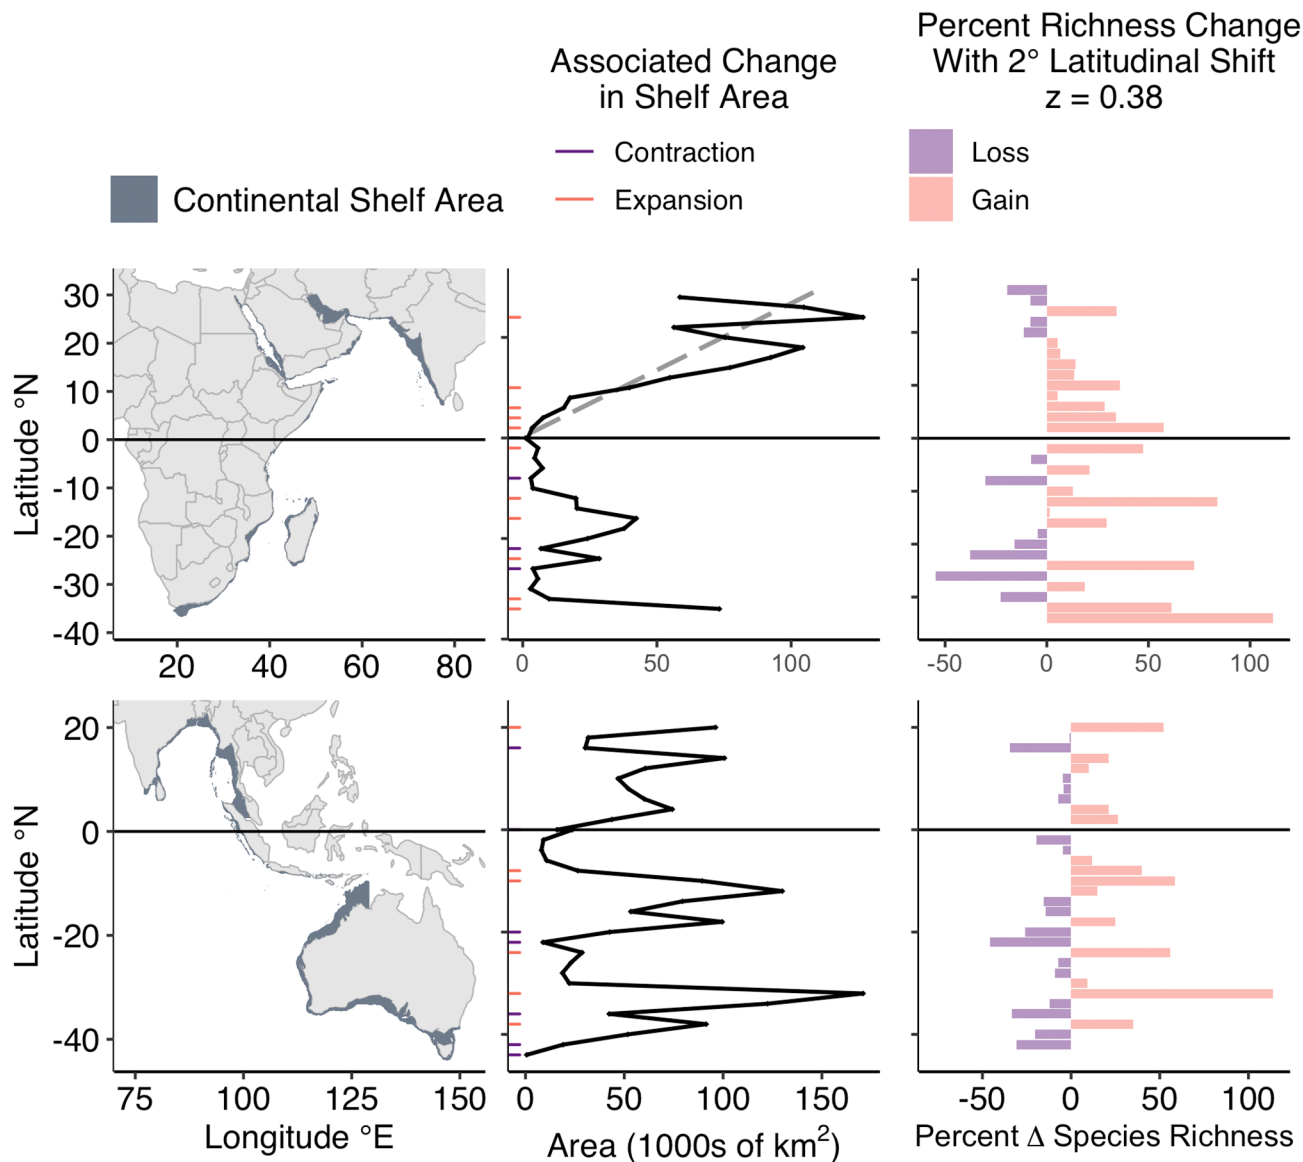 Percent Richness Change
With 2° Latitudinal Shift
z = 0.38
Associated Change
in Shelf Area
Contraction
Expansion
Loss
Gain
Continental Shelf Area
Latitude °N
30
20
10
0
-10
-20
-30
-40
20 40 60 80
0 50 100
-50 0 50 100
Latitude °N
20
0
-20
-40
75 100 125 150
0 50 100 150
-50 0 50 100
Longitude °E
Area (1000s of km²)
Percent Δ Species Richness